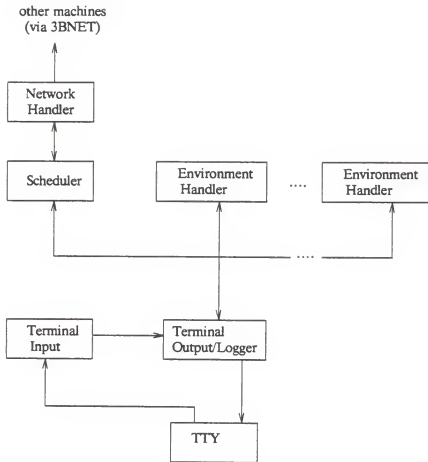 other machines
(via 3BNET)
Network
Handler
Scheduler
Environment
Handler
....
Environment
Handler
....
Terminal
Input
Terminal
Output/Logger
TTY